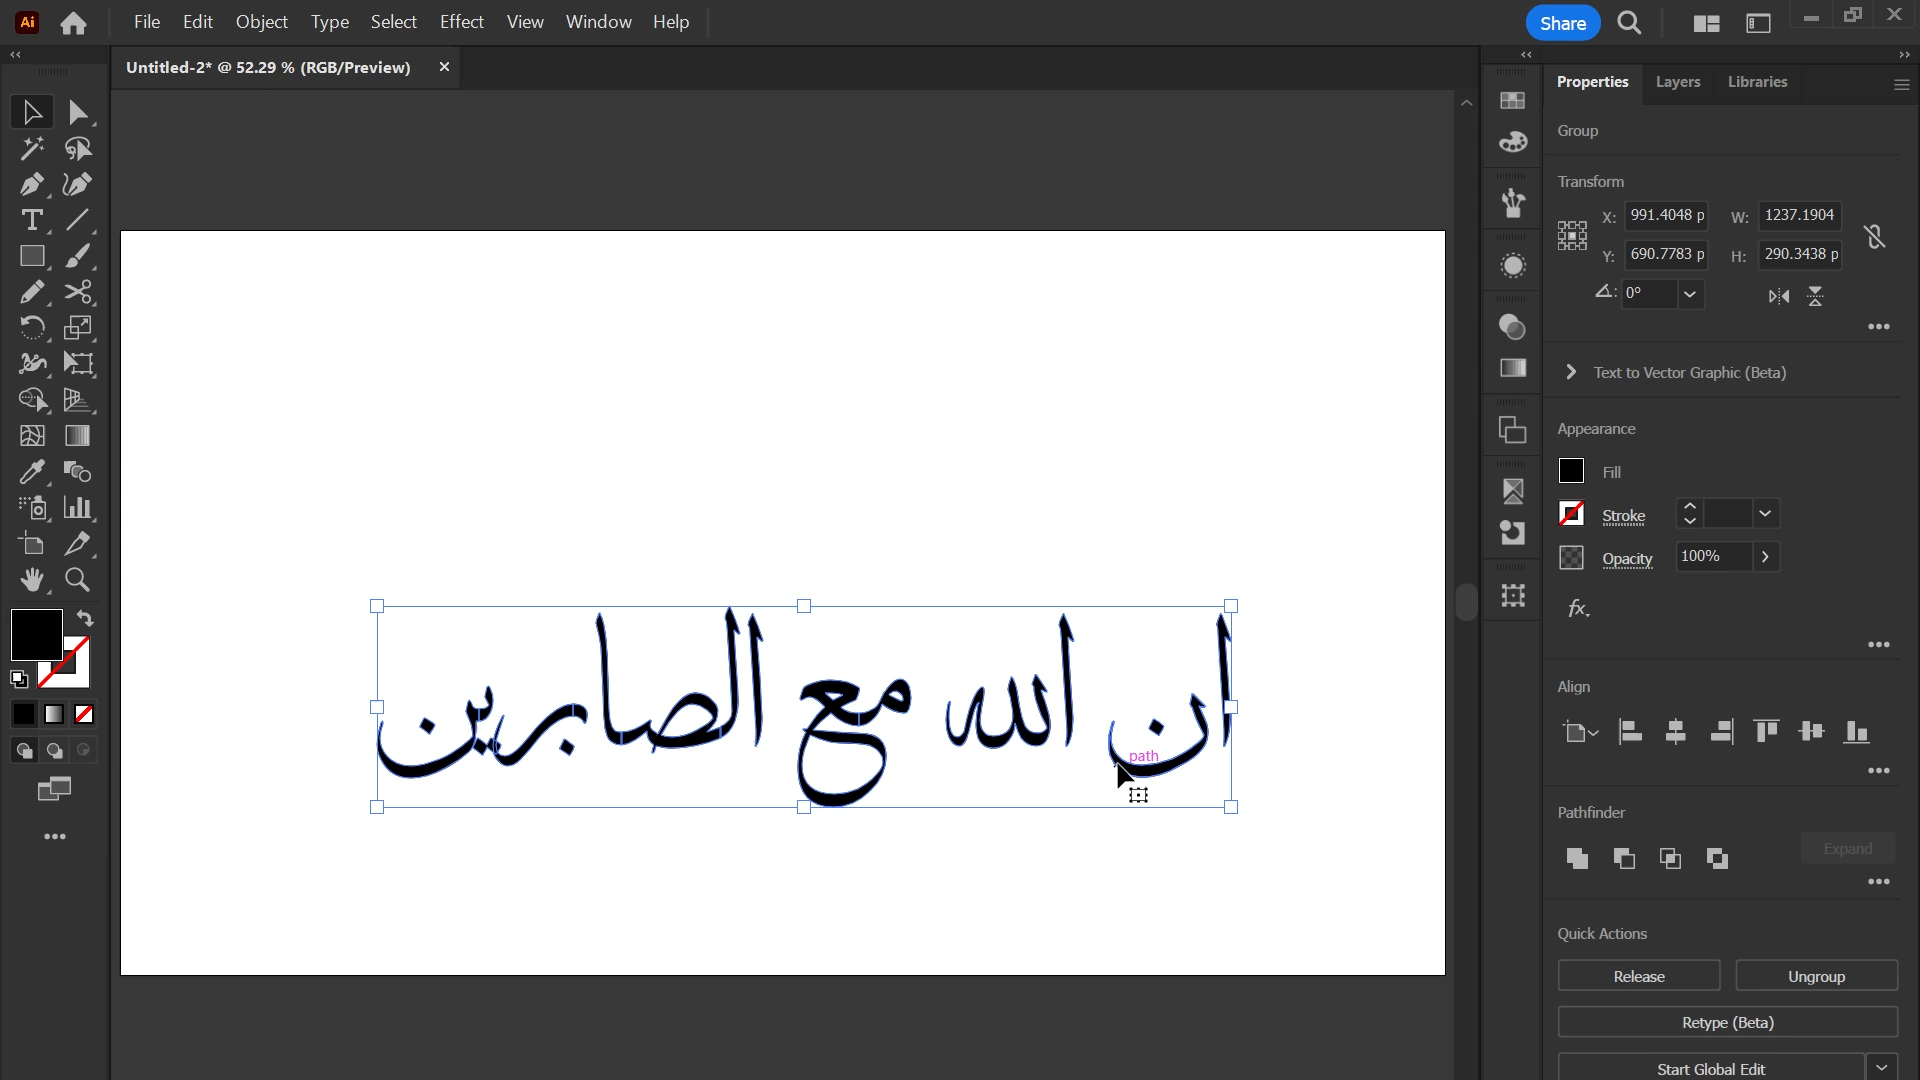 Ai
File Edit Object Type Select Effect View Window Help
Share
Untitled-2* @ 52.29 % (RGB/Preview)
Properties Layers Libraries
Group
Transform
X: 991.4048 p W: 1237.1904
Y: 690.7783 p H: 290.3438 p
0°
Text to Vector Graphic (Beta)
Appearance
Fill
Stroke
Opacity 100%
fx
ان الله مع الصابرين
path
Align
Pathfinder
Expand
Quick Actions
Release Ungroup
Retype (Beta)
Start Global Edit